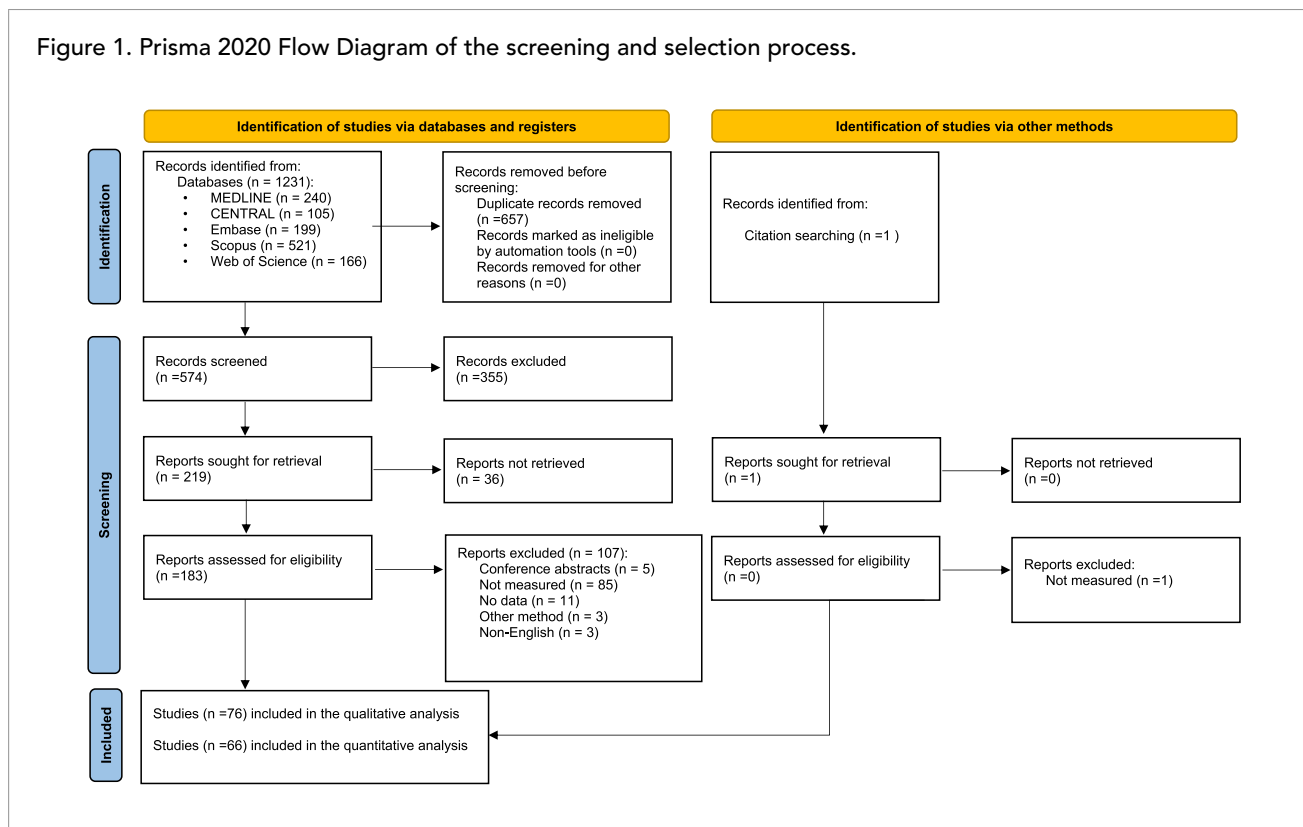 Figure 1. Prisma 2020 Flow Diagram of the screening and selection process.
Identification of studies via databases and registers
Identification of studies via other methods
Identification
Records identified from:
Databases (n = 1231):
• MEDLINE (n = 240)
• CENTRAL (n = 105)
• Embase (n = 199)
• Scopus (n = 521)
• Web of Science (n = 166)
Records removed before
screening:
Duplicate records removed
(n =657)
Records marked as ineligible
by automation tools (n =0)
Records removed for other
reasons (n =0)
Records identified from:
Citation searching (n =1 )
Screening
Records screened
(n =574)
Records excluded
(n =355)
Reports sought for retrieval
(n = 219)
Reports not retrieved
(n = 36)
Reports sought for retrieval
(n =1)
Reports not retrieved
(n =0)
Reports assessed for eligibility
(n =183)
Reports excluded (n = 107):
Conference abstracts (n = 5)
Not measured (n = 85)
No data (n = 11)
Other method (n = 3)
Non-English (n = 3)
Reports assessed for eligibility
(n =0)
Reports excluded:
Not measured (n =1)
Included
Studies (n =76) included in the qualitative analysis
Studies (n =66) included in the quantitative analysis